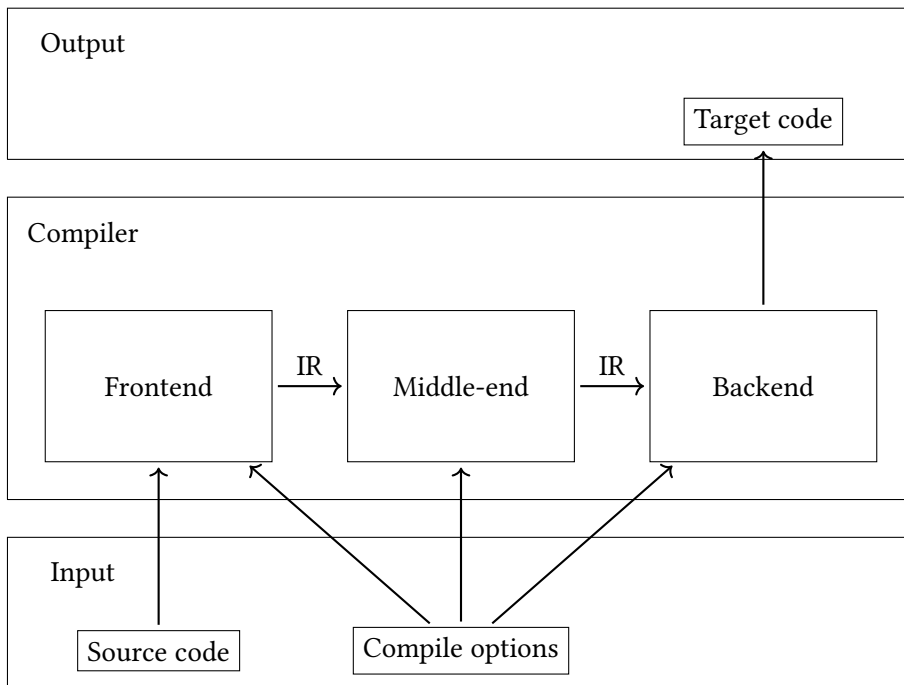 Output
Target code
Compiler
Frontend
IR
Middle-end
IR
Backend
Input
Source code
Compile options